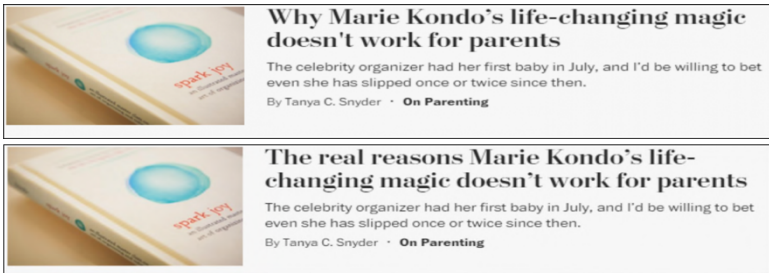 Why Marie Kondo's life-changing magic
doesn't work for parents
The celebrity organizer had her first baby in July, and I'd be willing to bet
even she has slipped once or twice since then.
By Tanya C. Snyder · On Parenting
spark joy
The real reasons Marie Kondo's life-
changing magic doesn't work for parents
The celebrity organizer had her first baby in July, and I'd be willing to bet
even she has slipped once or twice since then.
By Tanya C. Snyder · On Parenting
spark joy